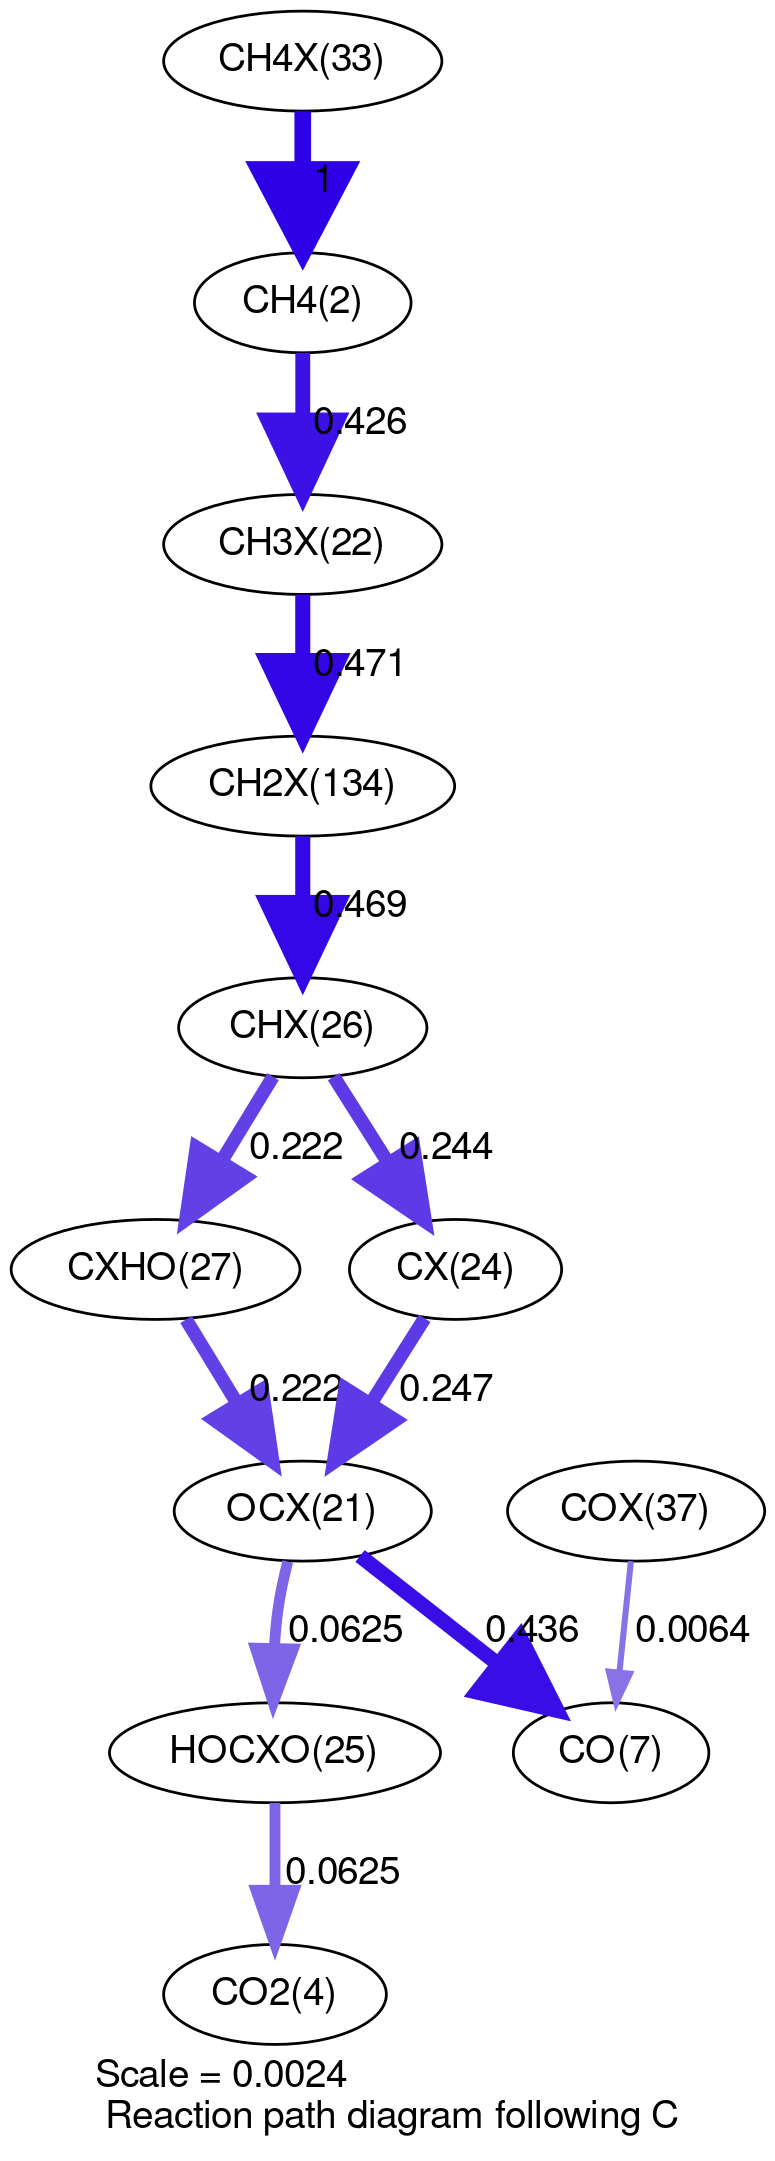 CH4X(33)
1
CH4(2)
0.426
CH3X(22)
0.471
CH2X(134)
0.469
CHX(26)
0.222
0.244
CXHO(27)
CX(24)
0.222
0.247
OCX(21)
COX(37)
0.0625
0.436
0.0064
HOCXO(25)
CO(7)
0.0625
CO2(4)
Scale = 0.0024
Reaction path diagram following C